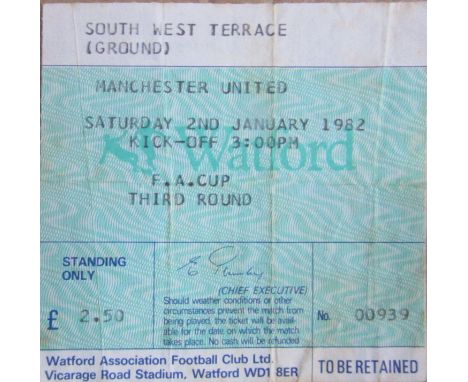 SOUTH WEST TERRACE
(GROUND)
MANCHESTER UNITED
SATURDAY 2ND JANUARY 1982
KICK-OFF 3:00PM
Watford
F.A.CUP
THIRD ROUND
STANDING
ONLY
£ 2.50
(CHIEF EXECUTIVE)
Should weather conditions or other
circumstances prevent the match from
being played, the ticket will be avail-
able for the date on which the match
takes place. No cash will be refunded
No. 00939
Watford Association Football Club Ltd.
Vicarage Road Stadium, Watford WD1 8ER
TO BE RETAINED